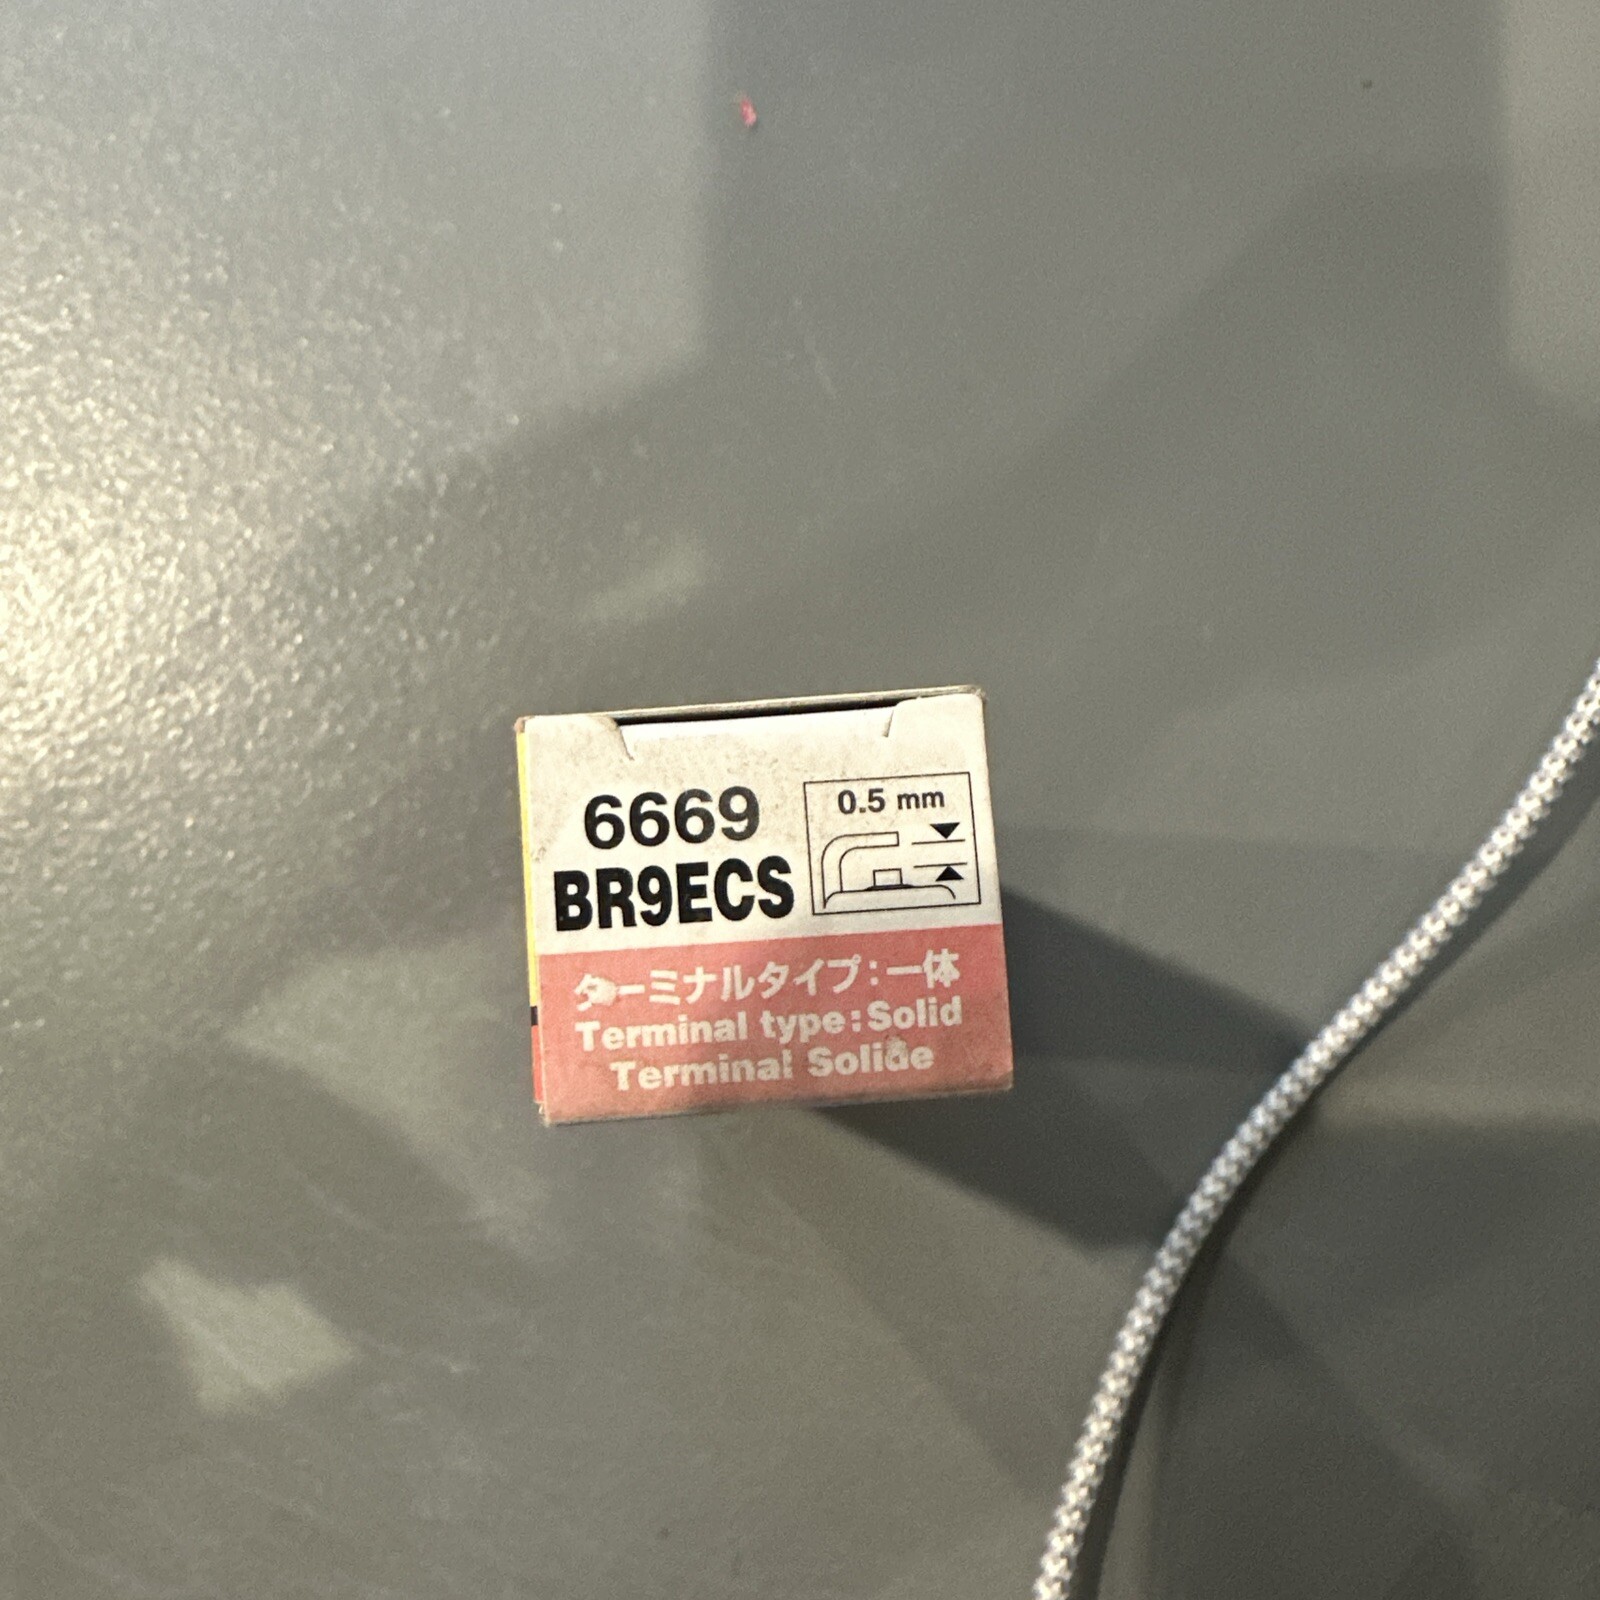 6669
BR9ECS
0.5 mm
ターミナルタイプ：一体
Terminal type:Solid
Terminal Solide